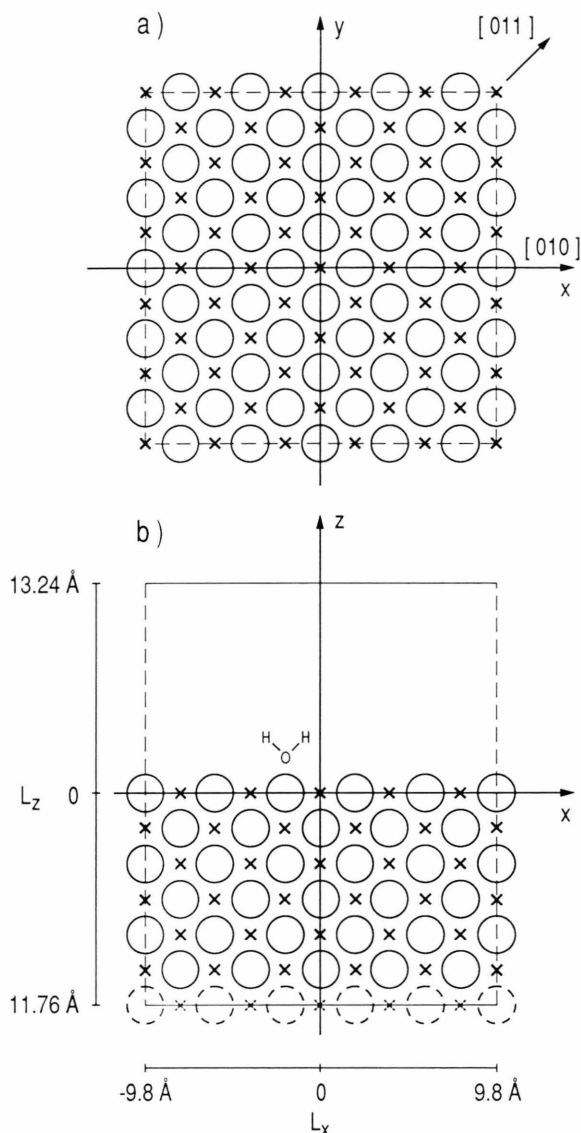 a)
y
[011]
[010]
x
b)
z
13.24 Å
H H
O
L_z 0
x
11.76 Å
-9.8 Å 0 9.8 Å
L_x